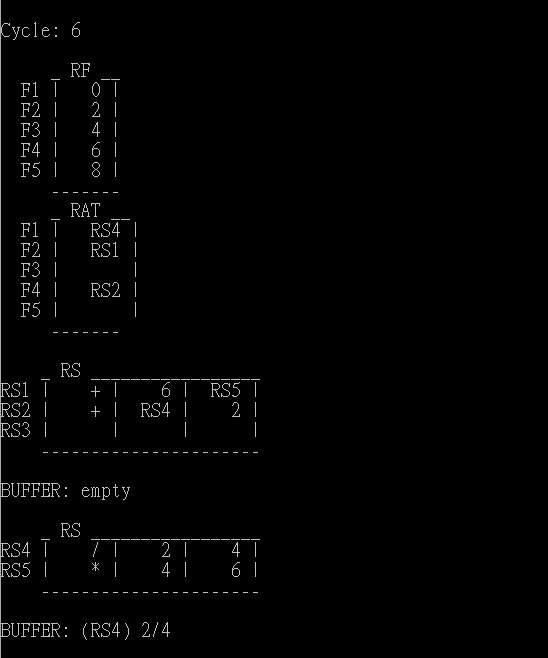 Cycle: 6
_ RF __
F1 | 0 |
F2 | 2 |
F3 | 4 |
F4 | 6 |
F5 | 8 |
-------
_ RAT __
F1 | RS4 |
F2 | RS1 |
F3 | |
F4 | RS2 |
F5 | |
-------
_ RS _________________
RS1 | + | 6 | RS5 |
RS2 | + | RS4 | 2 |
RS3 | | | |
----------------------
BUFFER: empty
_ RS _________________
RS4 | / | 2 | 4 |
RS5 | * | 4 | 6 |
----------------------
BUFFER: (RS4) 2/4